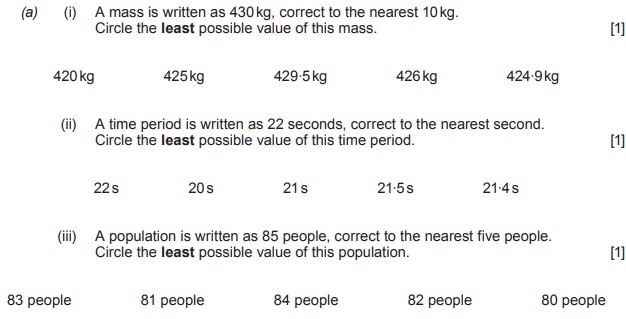 (a) (i) A mass is written as 430 kg, correct to the nearest 10 kg.
Circle the least possible value of this mass. [1]
420 kg 425 kg 429·5 kg 426 kg 424·9 kg
(ii) A time period is written as 22 seconds, correct to the nearest second.
Circle the least possible value of this time period. [1]
22 s 20 s 21 s 21·5 s 21·4 s
(iii) A population is written as 85 people, correct to the nearest five people.
Circle the least possible value of this population. [1]
83 people 81 people 84 people 82 people 80 people